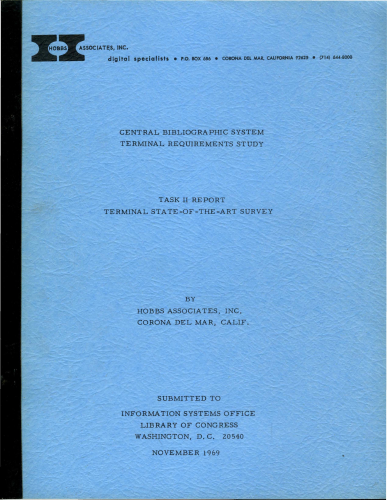 HOBBS ASSOCIATES, INC.
digital specialists • P.O. BOX 686 • CORONA DEL MAR, CALIFORNIA 92625 • (714) 644-8000
CENTRAL BIBLIOGRAPHIC SYSTEM
TERMINAL REQUIREMENTS STUDY
TASK II REPORT
TERMINAL STATE-OF-THE-ART SURVEY
BY
HOBBS ASSOCIATES, INC.
CORONA DEL MAR, CALIF.
SUBMITTED TO
INFORMATION SYSTEMS OFFICE
LIBRARY OF CONGRESS
WASHINGTON, D. C. 20540
NOVEMBER 1969